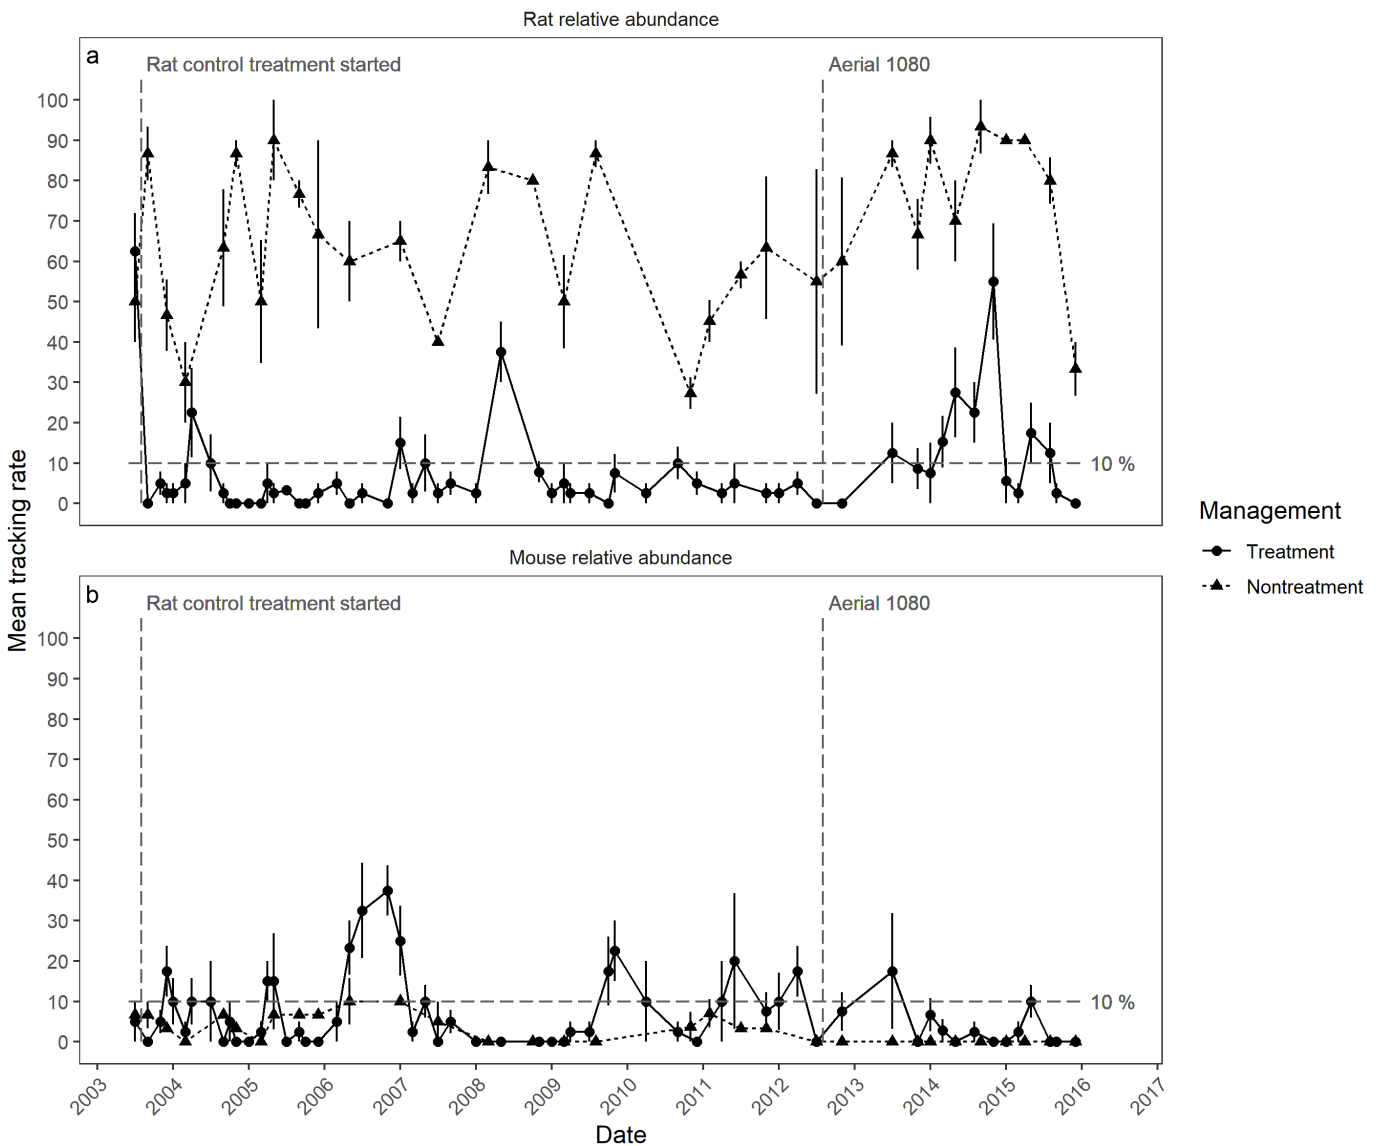 Rat relative abundance
a
Rat control treatment started
Aerial 1080
100
90
80
70
60
50
40
30
20
10
0
10 %
Mean tracking rate
Mouse relative abundance
b
Rat control treatment started
Aerial 1080
100
90
80
70
60
50
40
30
20
10
0
10 %
2003 2004 2005 2006 2007 2008 2009 2010 2011 2012 2013 2014 2015 2016 2017
Date
Management
Treatment
Nontreatment